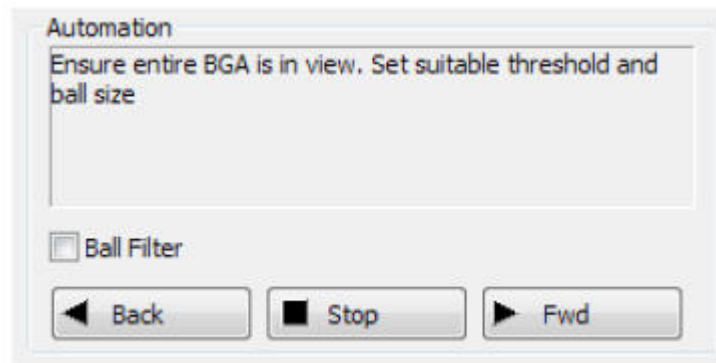 Automation
Ensure entire BGA is in view. Set suitable threshold and
ball size
Ball Filter
Back
Stop
Fwd